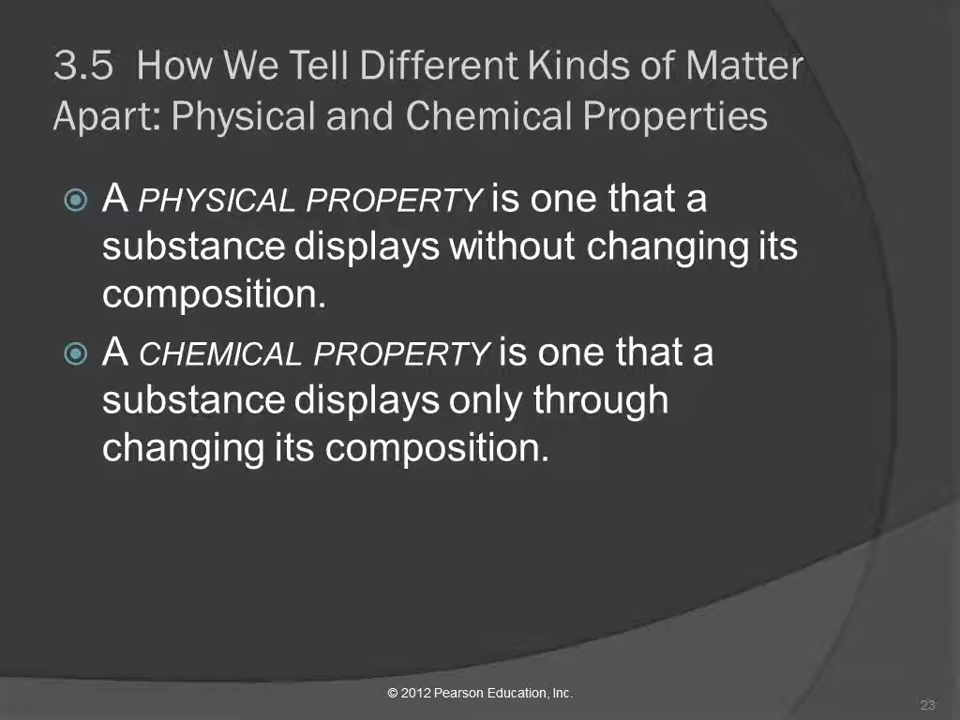 3.5 How We Tell Different Kinds of Matter
Apart: Physical and Chemical Properties
A PHYSICAL PROPERTY is one that a
substance displays without changing its
composition.
A CHEMICAL PROPERTY is one that a
substance displays only through
changing its composition.
© 2012 Pearson Education, Inc.
23